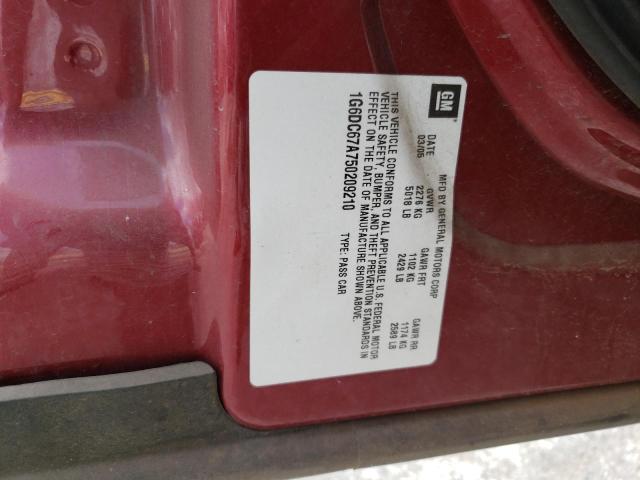 GM
MFD BY GENERAL MOTORS CORP
DATE GVWR GAWR FRT GAWR RR
03/05 2276 KG 1102 KG 1174 KG
5018 LB 2429 LB 2589 LB
THIS VEHICLE CONFORMS TO ALL APPLICABLE U.S. FEDERAL MOTOR
VEHICLE SAFETY, BUMPER, AND THEFT PREVENTION STANDARDS IN
EFFECT ON THE DATE OF MANUFACTURE SHOWN ABOVE.
1G6DC67A750209210 TYPE: PASS CAR